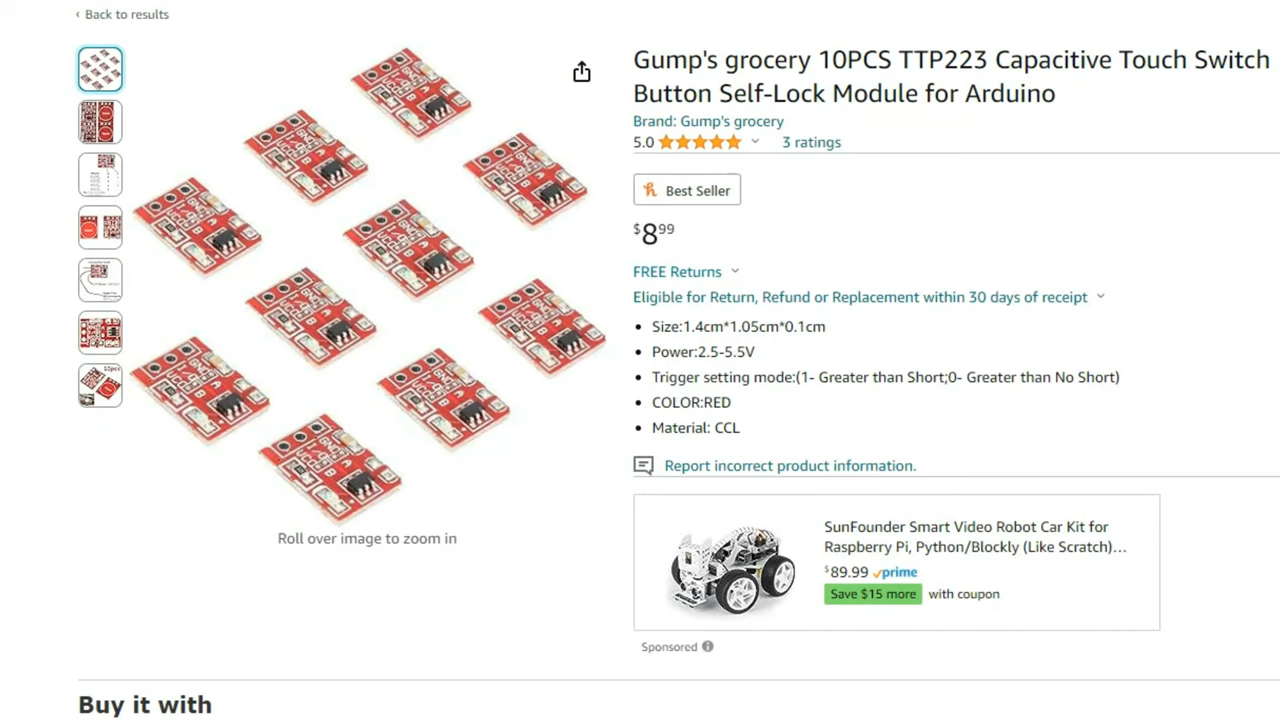 ‹ Back to results
Gump's grocery 10PCS TTP223 Capacitive Touch Switch
Button Self-Lock Module for Arduino
Brand: Gump's grocery
5.0
3 ratings
Best Seller
$8.99
FREE Returns
Eligible for Return, Refund or Replacement within 30 days of receipt
• Size:1.4cm*1.05cm*0.1cm
• Power:2.5-5.5V
• Trigger setting mode:(1- Greater than Short;0- Greater than No Short)
• COLOR:RED
• Material: CCL
Report incorrect product information.
Roll over image to zoom in
SunFounder Smart Video Robot Car Kit for
Raspberry Pi, Python/Blockly (Like Scratch)...
$89.99 prime
Save $15 more with coupon
Sponsored
Buy it with